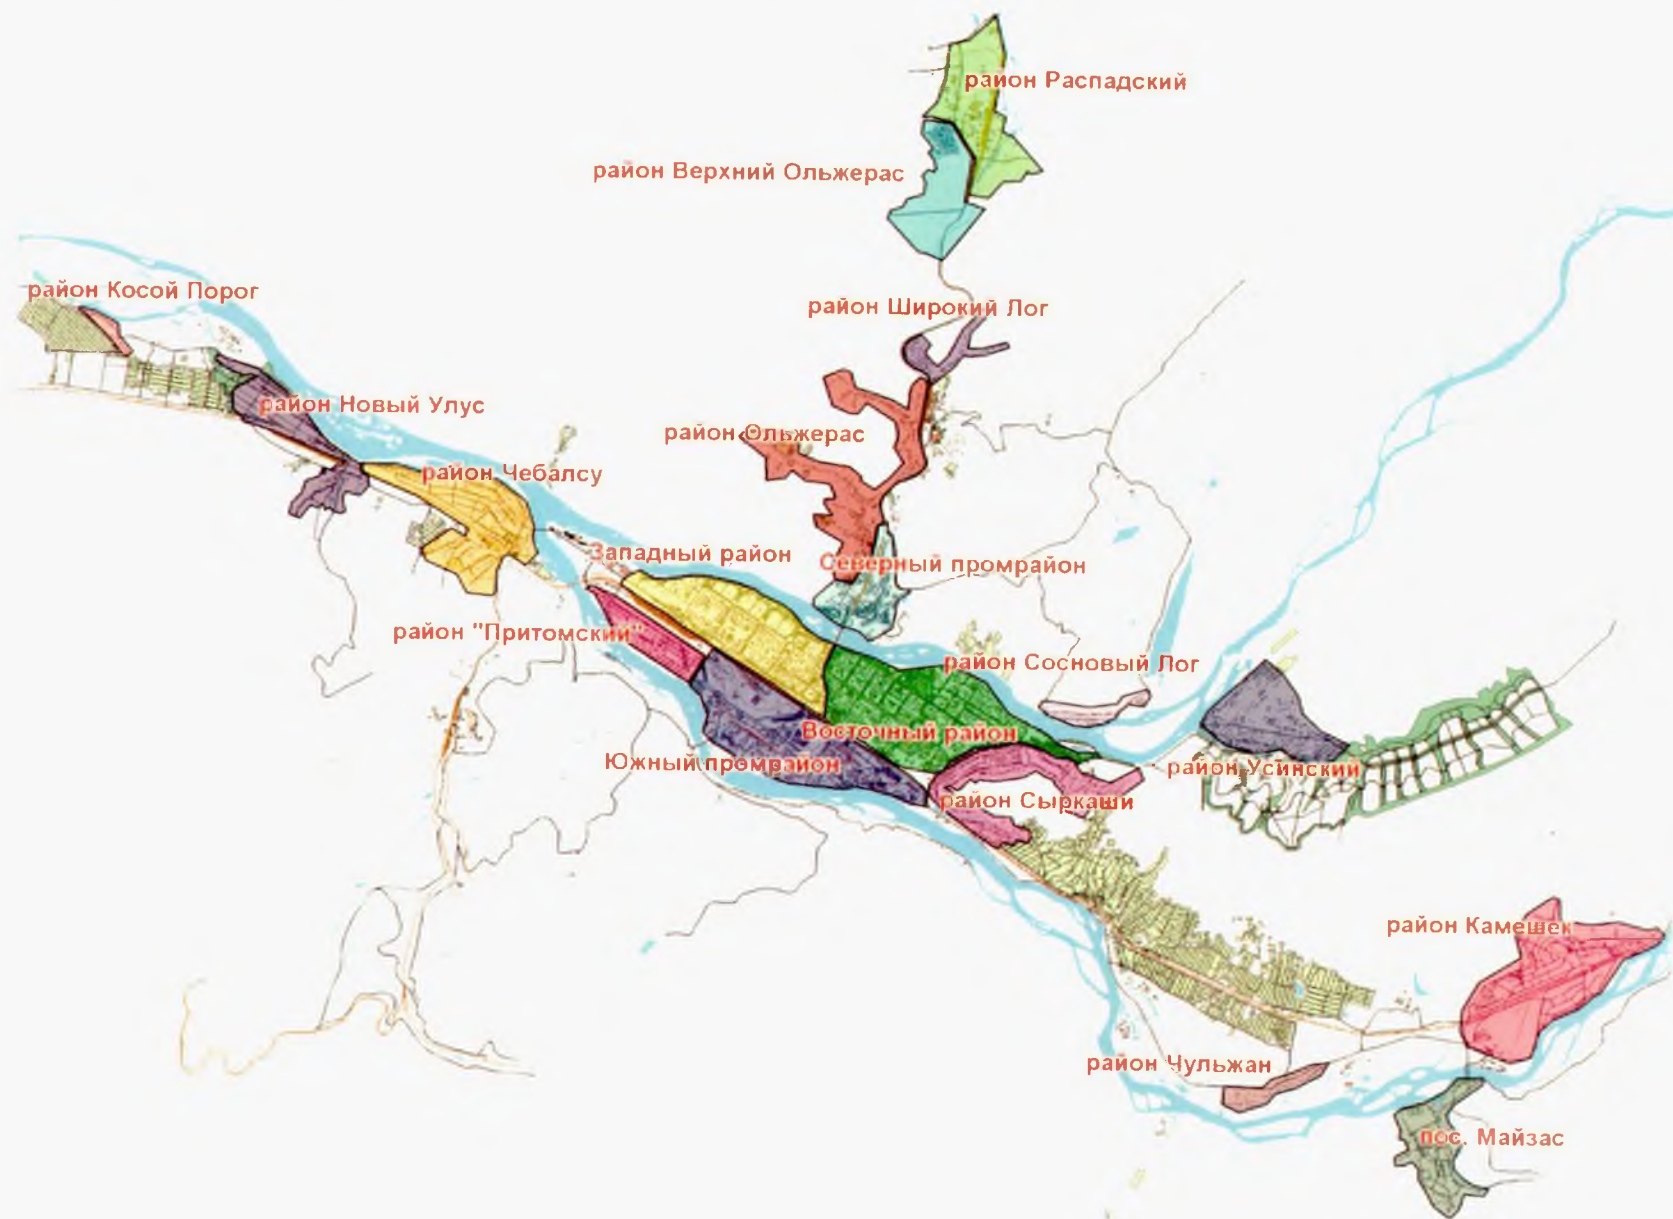 район Распадский
район Верхний Ольжерас
район Косой Порог
район Широкий Лог
район Новый Улус
район Ольжерас
район Чебалсу
Западный район
Северный промрайон
район "Притомский"
район Сосновый Лог
Восточный район
Южный промрайон
район Усинский
район Сыркаши
район Камешек
район Чульжан
пос. Майзас